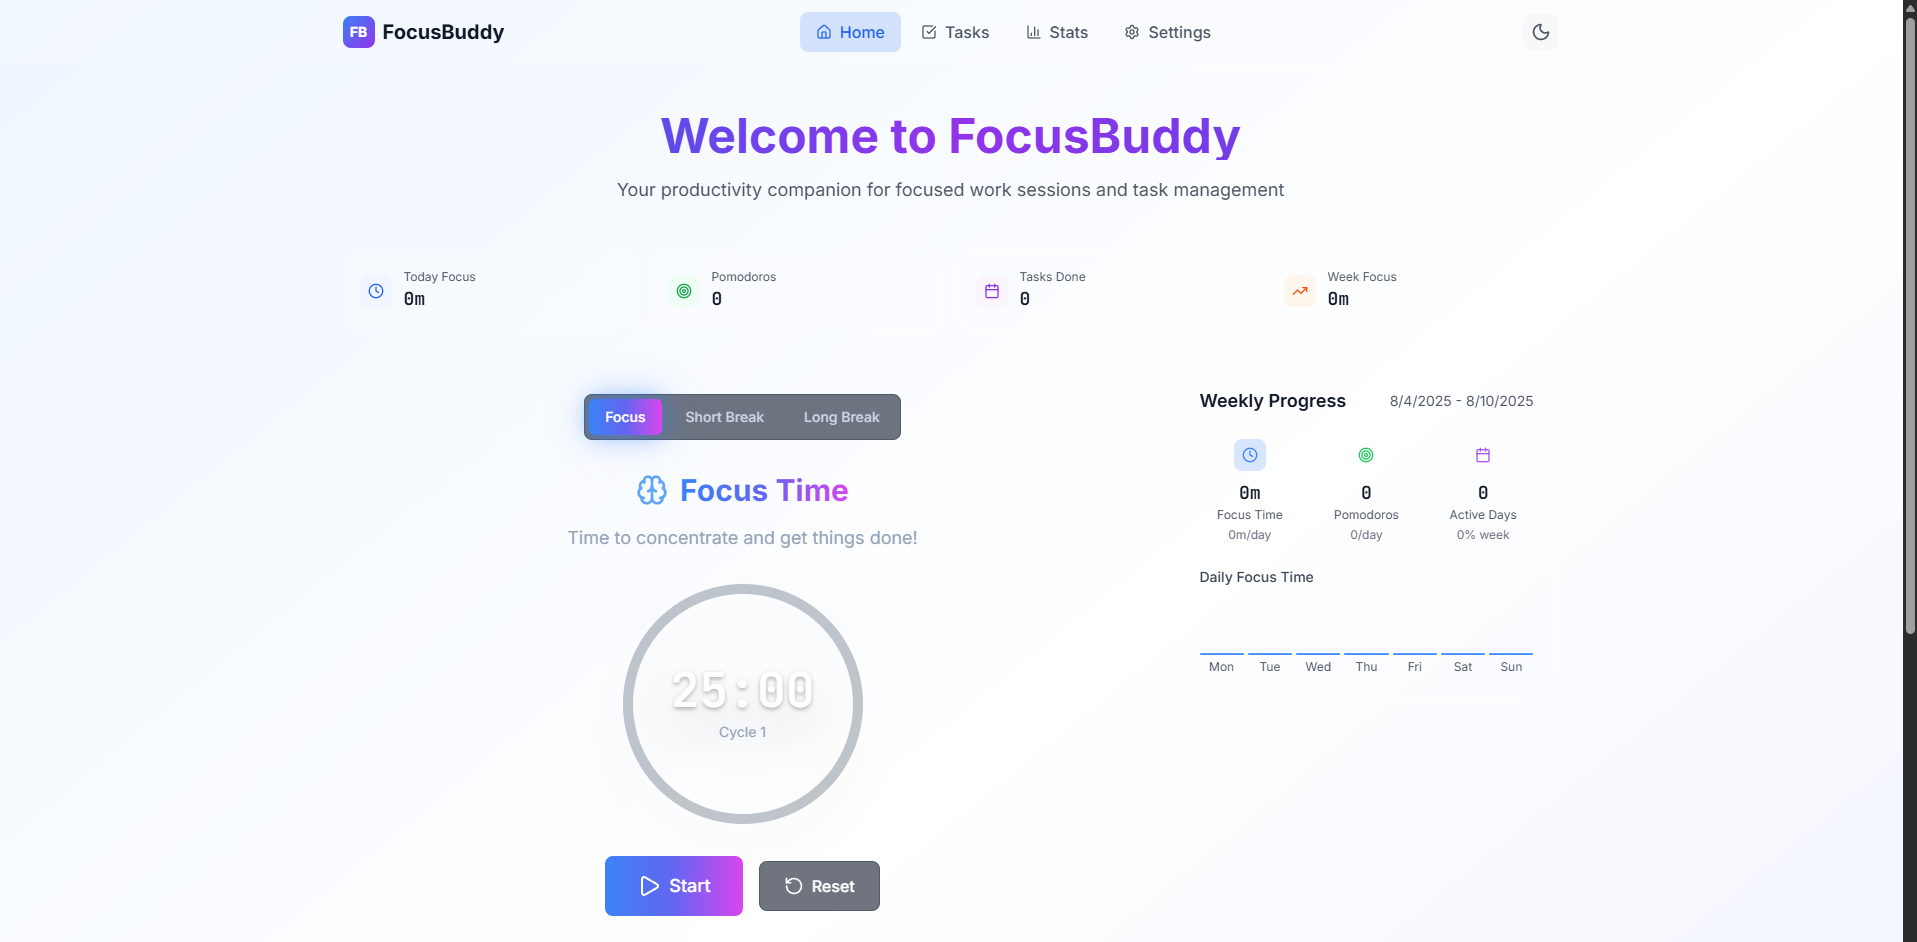 FB FocusBuddy
Home
Tasks
Stats
Settings
Welcome to FocusBuddy
Your productivity companion for focused work sessions and task management
Today Focus
0m
Pomodoros
0
Tasks Done
0
Week Focus
0m
Focus
Short Break
Long Break
Focus Time
Time to concentrate and get things done!
25:00
Cycle 1
Start
Reset
Weekly Progress
8/4/2025 - 8/10/2025
0m
Focus Time
0m/day
0
Pomodoros
0/day
0
Active Days
0% week
Daily Focus Time
Mon Tue Wed Thu Fri Sat Sun